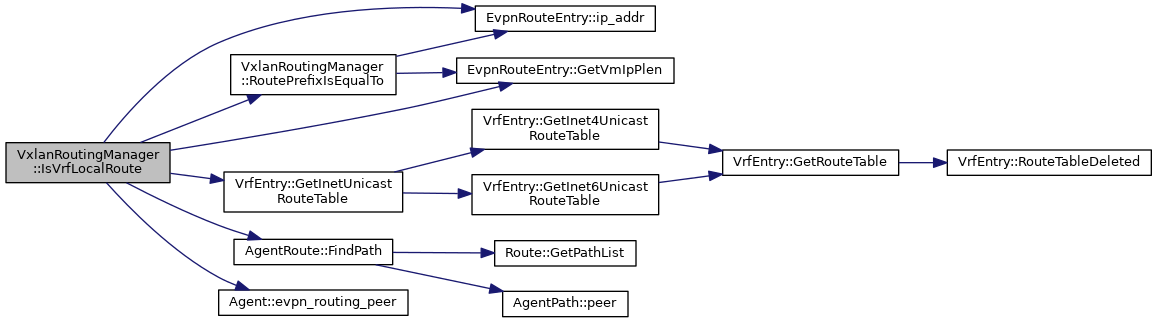 VxlanRoutingManager
::IsVrfLocalRoute
EvpnRouteEntry::ip_addr
VxlanRoutingManager
::RoutePrefixIsEqualTo
EvpnRouteEntry::GetVmIpPlen
VrfEntry::GetInetUnicast
RouteTable
VrfEntry::GetInet4Unicast
RouteTable
VrfEntry::GetInet6Unicast
RouteTable
VrfEntry::GetRouteTable
VrfEntry::RouteTableDeleted
AgentRoute::FindPath
Route::GetPathList
AgentPath::peer
Agent::evpn_routing_peer